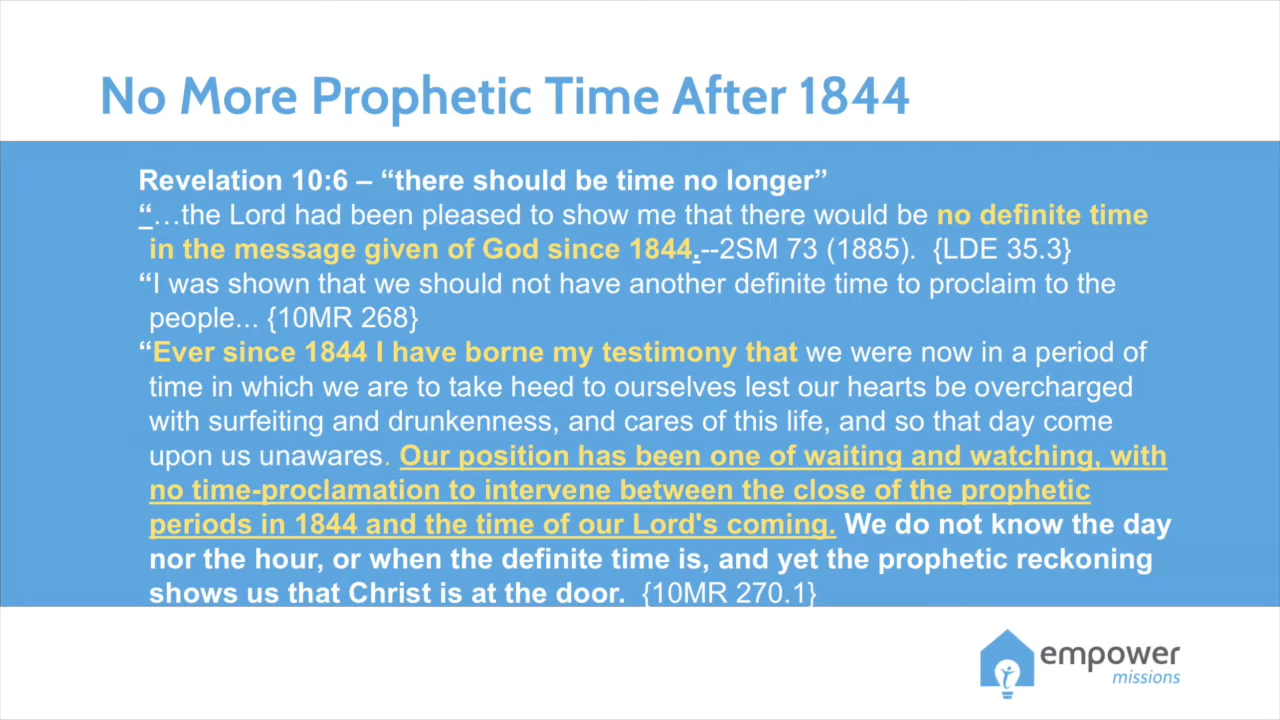 No More Prophetic Time After 1844
Revelation 10:6 – “there should be time no longer”
“…the Lord had been pleased to show me that there would be no definite time
in the message given of God since 1844.--2SM 73 (1885).  {LDE 35.3}
“I was shown that we should not have another definite time to proclaim to the
people... {10MR 268}
“Ever since 1844 I have borne my testimony that we were now in a period of
time in which we are to take heed to ourselves lest our hearts be overcharged
with surfeiting and drunkenness, and cares of this life, and so that day come
upon us unawares. Our position has been one of waiting and watching, with
no time-proclamation to intervene between the close of the prophetic
periods in 1844 and the time of our Lord's coming. We do not know the day
nor the hour, or when the definite time is, and yet the prophetic reckoning
shows us that Christ is at the door.  {10MR 270.1}
empower
missions